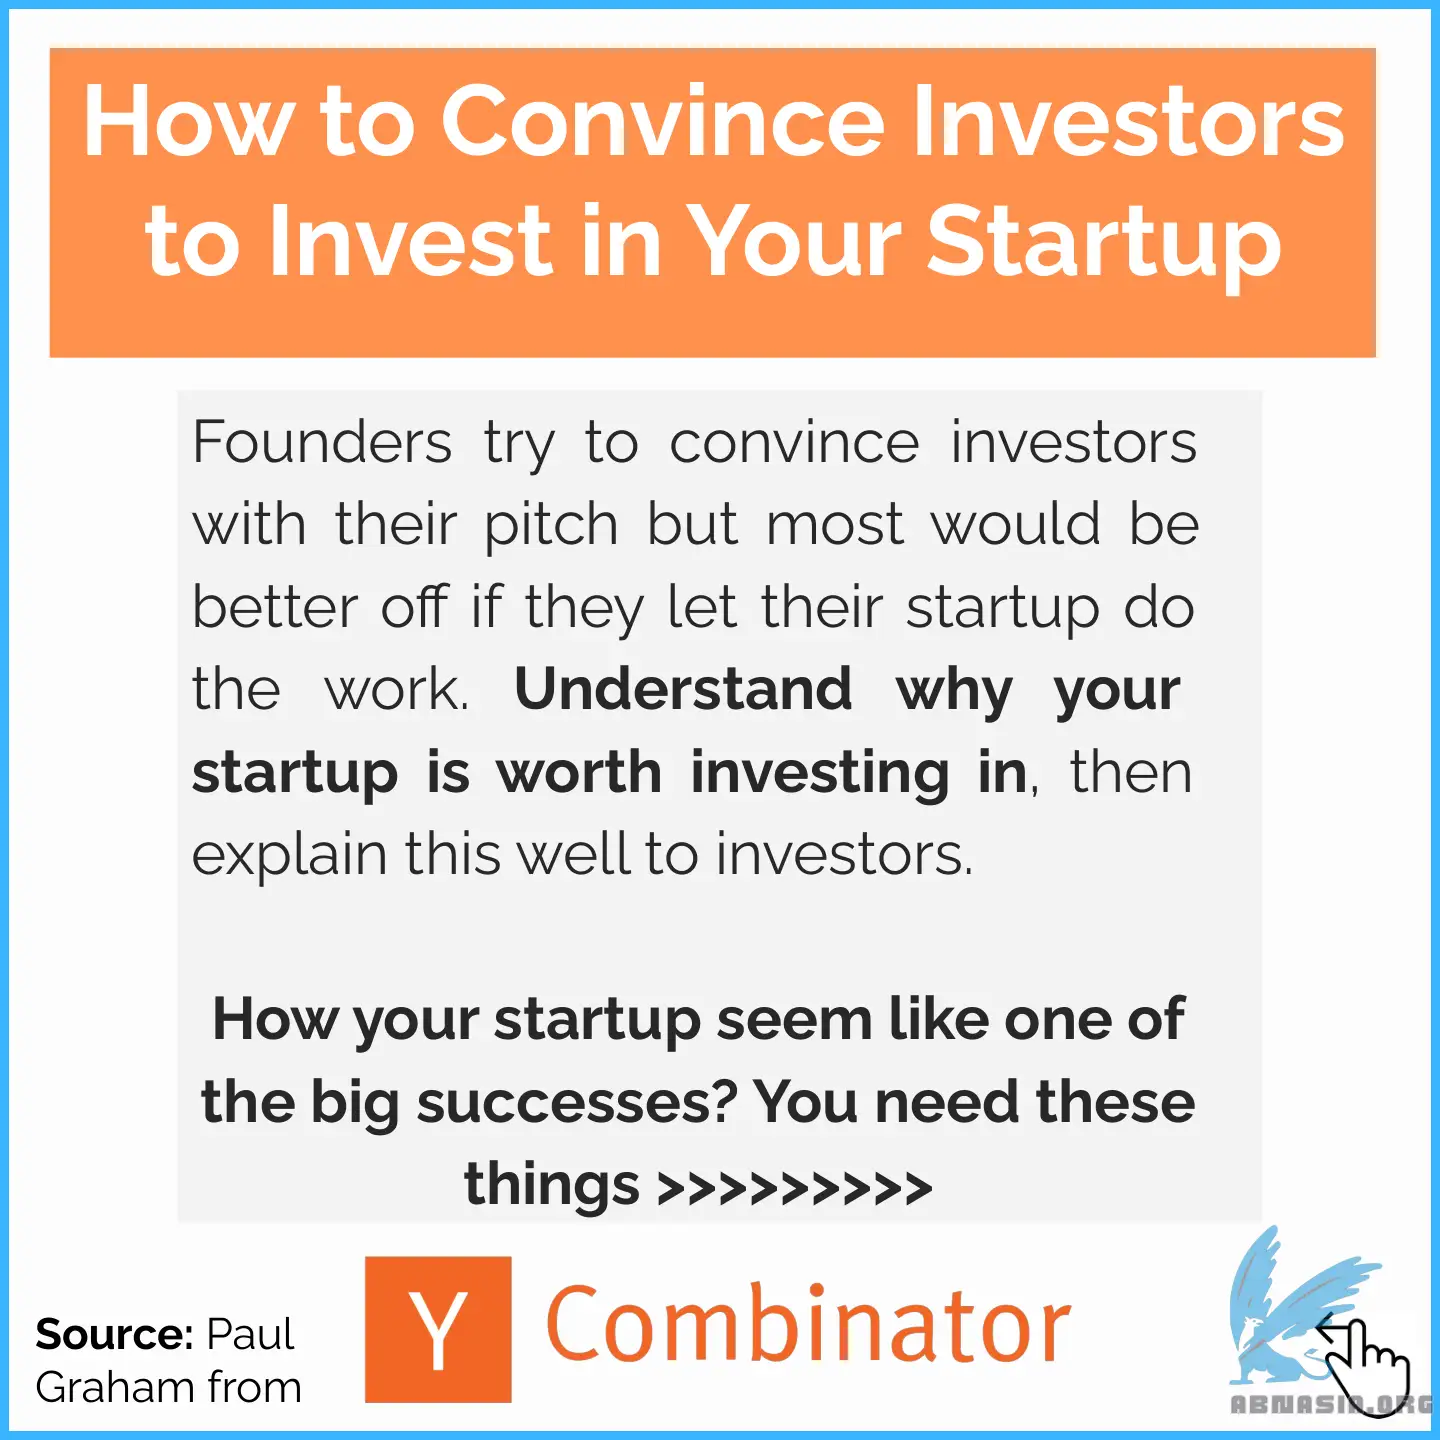 How to Convince Investors
to Invest in Your Startup
Founders try to convince investors
with their pitch but most would be
better off if they let their startup do
the work. Understand why your
startup is worth investing in, then
explain this well to investors.
How your startup seem like one of
the big successes? You need these
things >>>>>>>>>
Source: Paul
Graham from
Y Combinator
ABNASIA.ORG